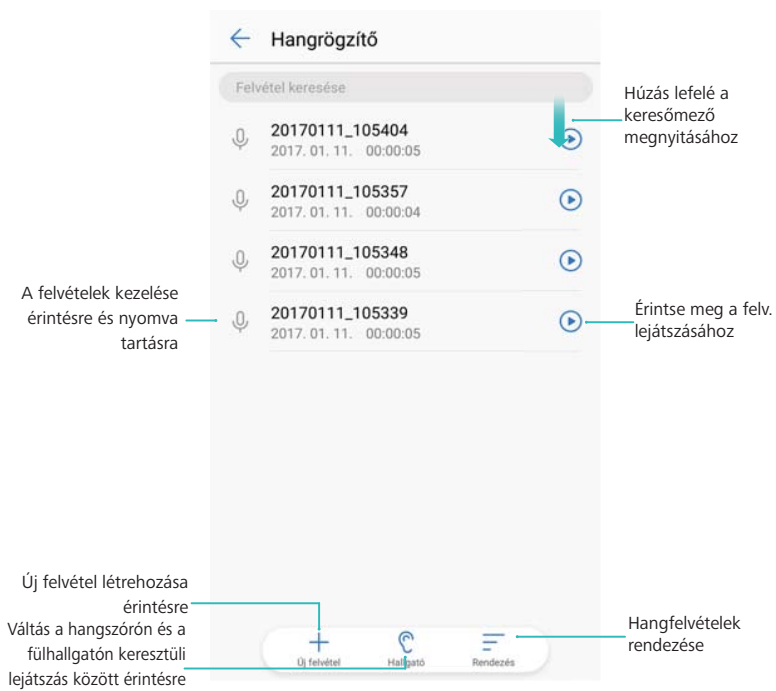 Hangrögzítő
Felvétel keresése
Húzás lefelé a
keresőmező
megnyitásához
20170111_105404
2017. 01. 11. 00:00:05
20170111_105357
2017. 01. 11. 00:00:04
20170111_105348
2017. 01. 11. 00:00:05
A felvételek kezelése
érintésre és nyomva
tartásra
20170111_105339
2017. 01. 11. 00:00:05
Érintse meg a felv.
lejátszásához
Új felvétel létrehozása
érintésre
Váltás a hangszórón és a
fülhallgatón keresztüli
lejátszás között érintésre
Új felvétel
Hallgató
Rendezés
Hangfelvételek
rendezése